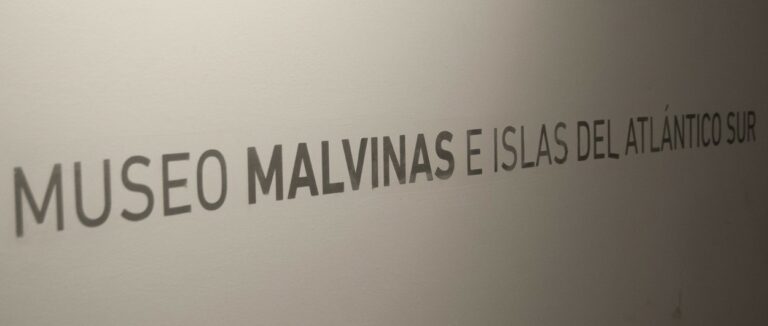 MUSEO MALVINAS E ISLAS DEL ATLÁNTICO SUR